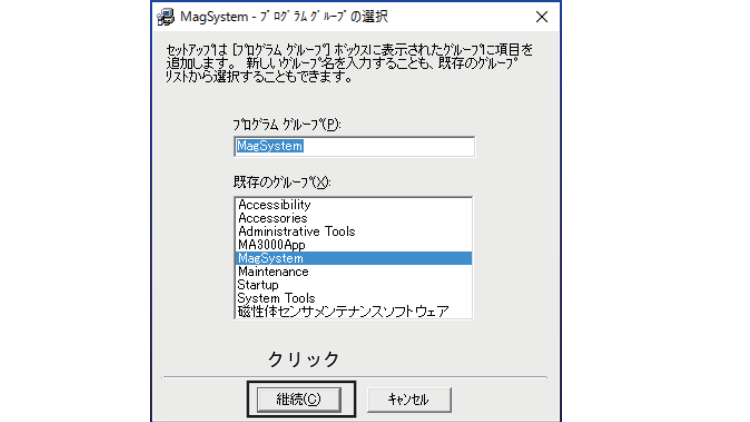 MagSystem - ﾌﾟﾛｸﾞﾗﾑ ｸﾞﾙｰﾌﾟの選択
ｾｯﾄｱｯﾌﾟは [ﾌﾟﾛｸﾞﾗﾑ ｸﾞﾙｰﾌﾟ] ﾎﾞｯｸｽに表示されたｸﾞﾙｰﾌﾟに項目を
追加します。 新しいｸﾞﾙｰﾌﾟ名を入力することも、既存のｸﾞﾙｰﾌﾟ
ﾘｽﾄから選択することもできます。
ﾌﾟﾛｸﾞﾗﾑ ｸﾞﾙｰﾌﾟ(P):
MagSystem
既存のｸﾞﾙｰﾌﾟ(X):
Accessibility
Accessories
Administrative Tools
MA3000App
MagSystem
Maintenance
Startup
System Tools
磁性体センサメンテナンスソフトウェア
クリック
継続(C)
ｷｬﾝｾﾙ